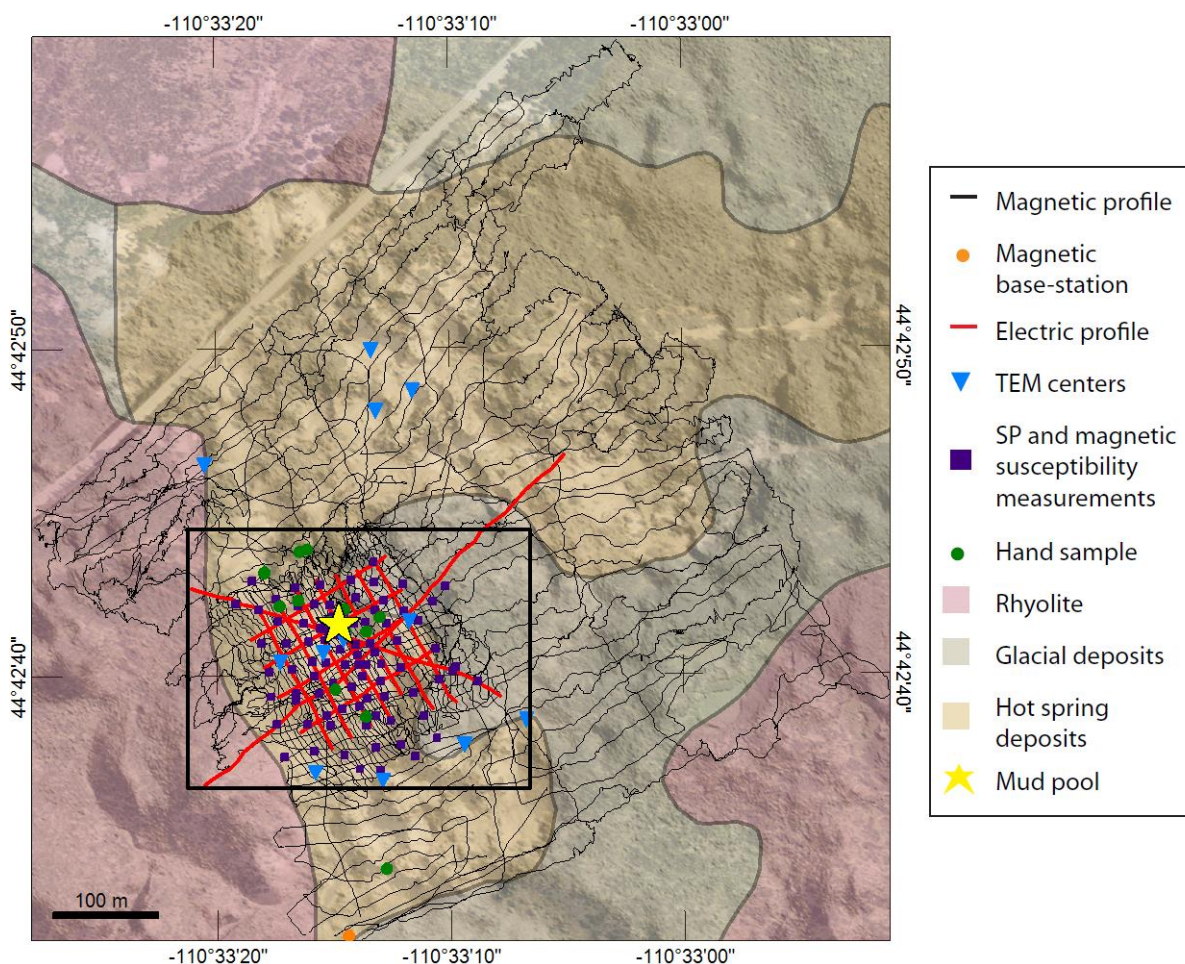 -110°33'20"
-110°33'10"
-110°33'00"
44°42'50"
44°42'50"
44°42'40"
44°42'40"
100 m
-110°33'20"
-110°33'10"
-110°33'00"
Magnetic profile
Magnetic
base-station
Electric profile
TEM centers
SP and magnetic
susceptibility
measurements
Hand sample
Rhyolite
Glacial deposits
Hot spring
deposits
Mud pool